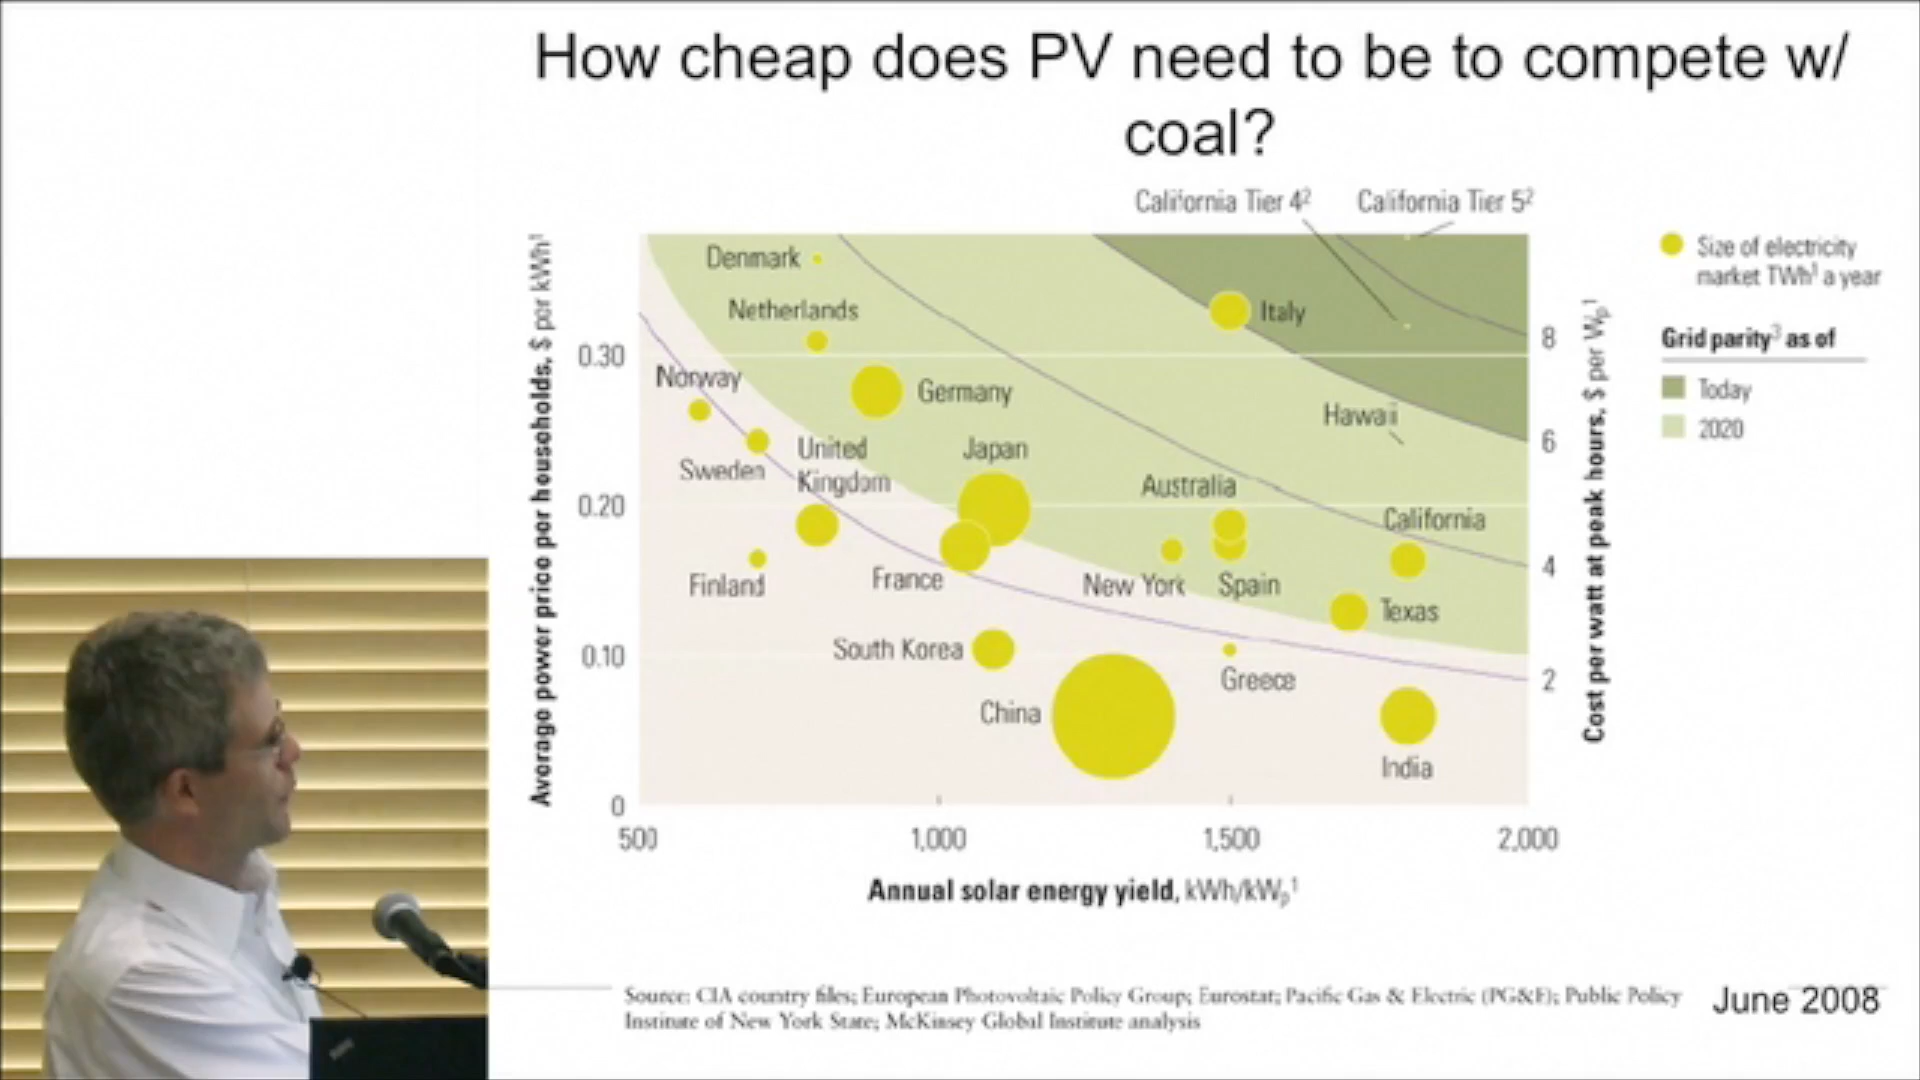 How cheap does PV need to be to compete w/
coal?
California Tier 4²
California Tier 5²
Average power price per households, $ per kWh¹
0.30
0.20
0.10
0
Denmark
Netherlands
Norway
Germany
Sweden
United
Kingdom
Japan
Finland
France
Italy
Hawaii
Australia
California
New York
Spain
Texas
South Korea
Greece
China
India
8
6
4
2
Cost per watt at peak hours, $ per Wp¹
500
1,000
1,500
2,000
Annual solar energy yield, kWh/kWp¹
Size of electricity
market TWh¹ a year
Grid parity³ as of
Today
2020
Source: CIA country files; European Photovoltaic Policy Group; Eurostat; Pacific Gas & Electric (PG&E); Public Policy
Institute of New York State; McKinsey Global Institute analysis
June 2008